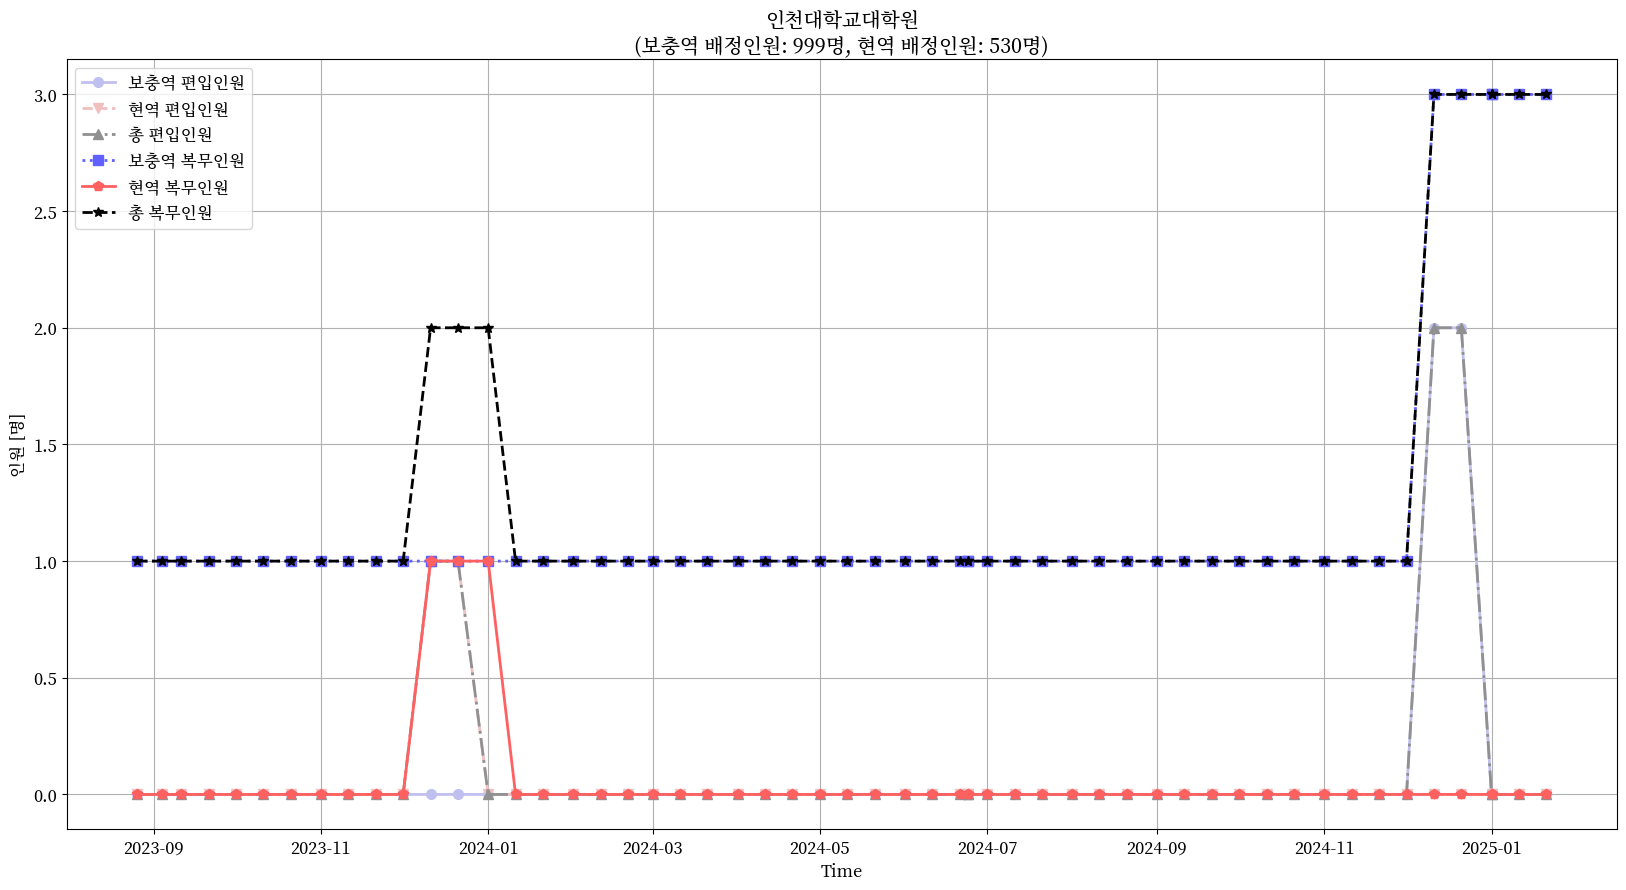 인천대학교대학원
(보충역 배정인원: 999명, 현역 배정인원: 530명)
보충역 편입인원
현역 편입인원
총 편입인원
보충역 복무인원
현역 복무인원
총 복무인원
인원 [명]
3.0
2.5
2.0
1.5
1.0
0.5
0.0
2023-09
2023-11
2024-01
2024-03
2024-05
2024-07
2024-09
2024-11
2025-01
Time